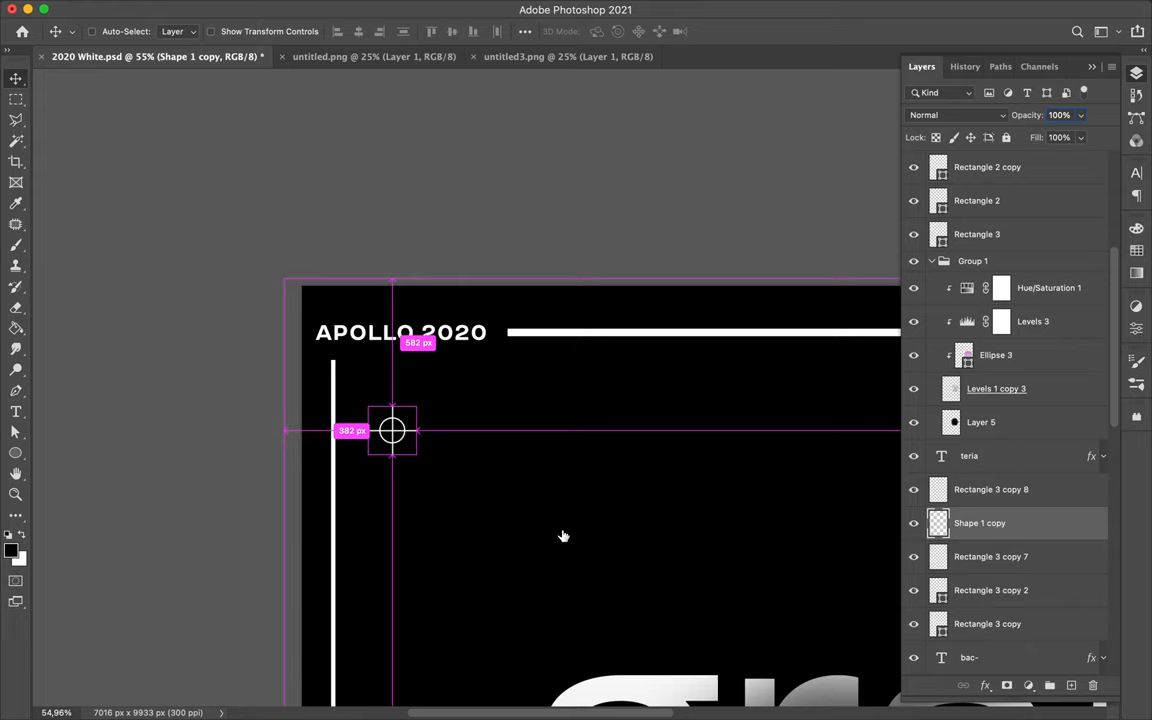 Adobe Photoshop 2021
Auto-Select: Layer Show Transform Controls 3D Mode:
2020 White.psd @ 55% (Shape 1 copy, RGB/8) * untitled.png @ 25% (Layer 1, RGB/8) untitled3.png @ 25% (Layer 1, RGB/8)
Layers History Paths Channels
Kind
Normal Opacity: 100%
Lock: Fill: 100%
Rectangle 2 copy
Rectangle 2
Rectangle 3
Group 1
Hue/Saturation 1
Levels 3
Ellipse 3
Levels 1 copy 3
Layer 5
teria fx
Rectangle 3 copy 8
Shape 1 copy
Rectangle 3 copy 7
Rectangle 3 copy 2
Rectangle 3 copy
bac- fx
APOLLO 2020
582 px
382 px
54,96% 7016 px x 9933 px (300 ppi)